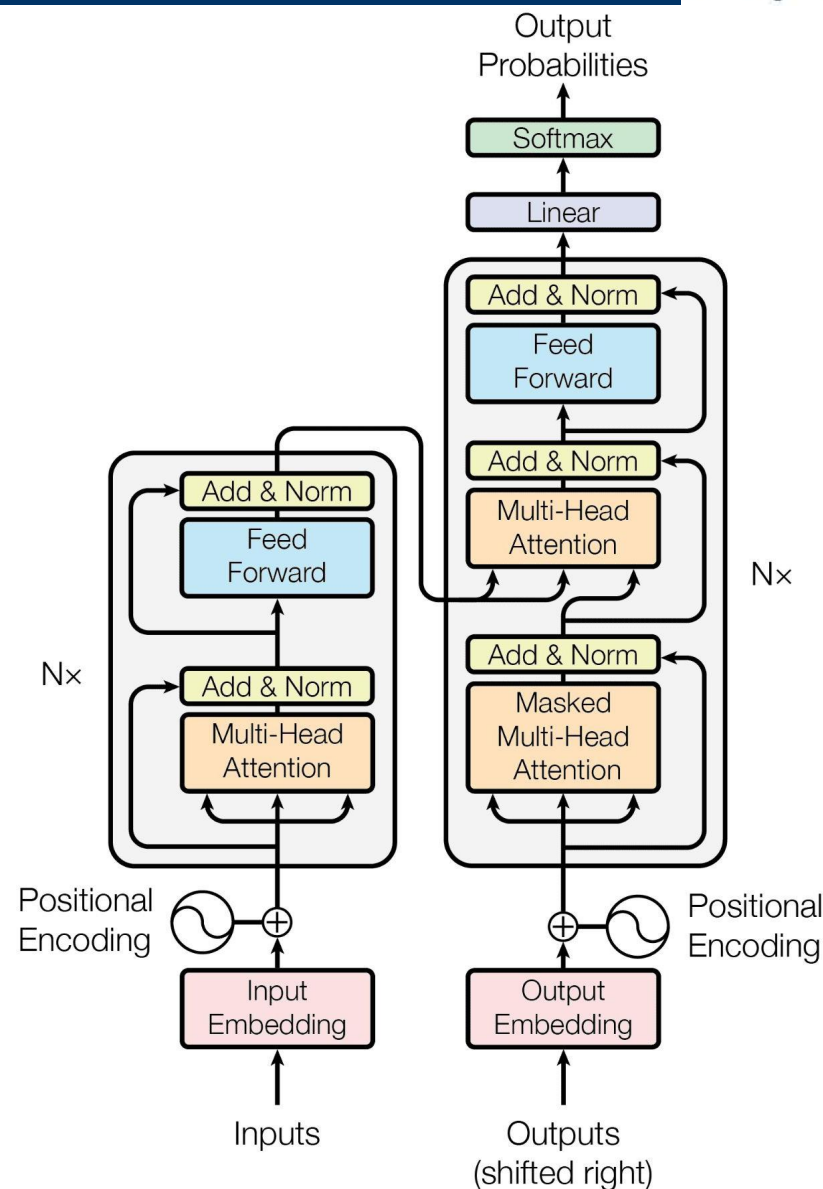 Output
Probabilities
Softmax
Linear
Add & Norm
Feed
Forward
Add & Norm
Multi-Head
Attention
Nx
Add & Norm
Masked
Multi-Head
Attention
Add & Norm
Feed
Forward
Nx
Add & Norm
Multi-Head
Attention
Positional
Encoding
Positional
Encoding
Input
Embedding
Output
Embedding
Inputs
Outputs
(shifted right)